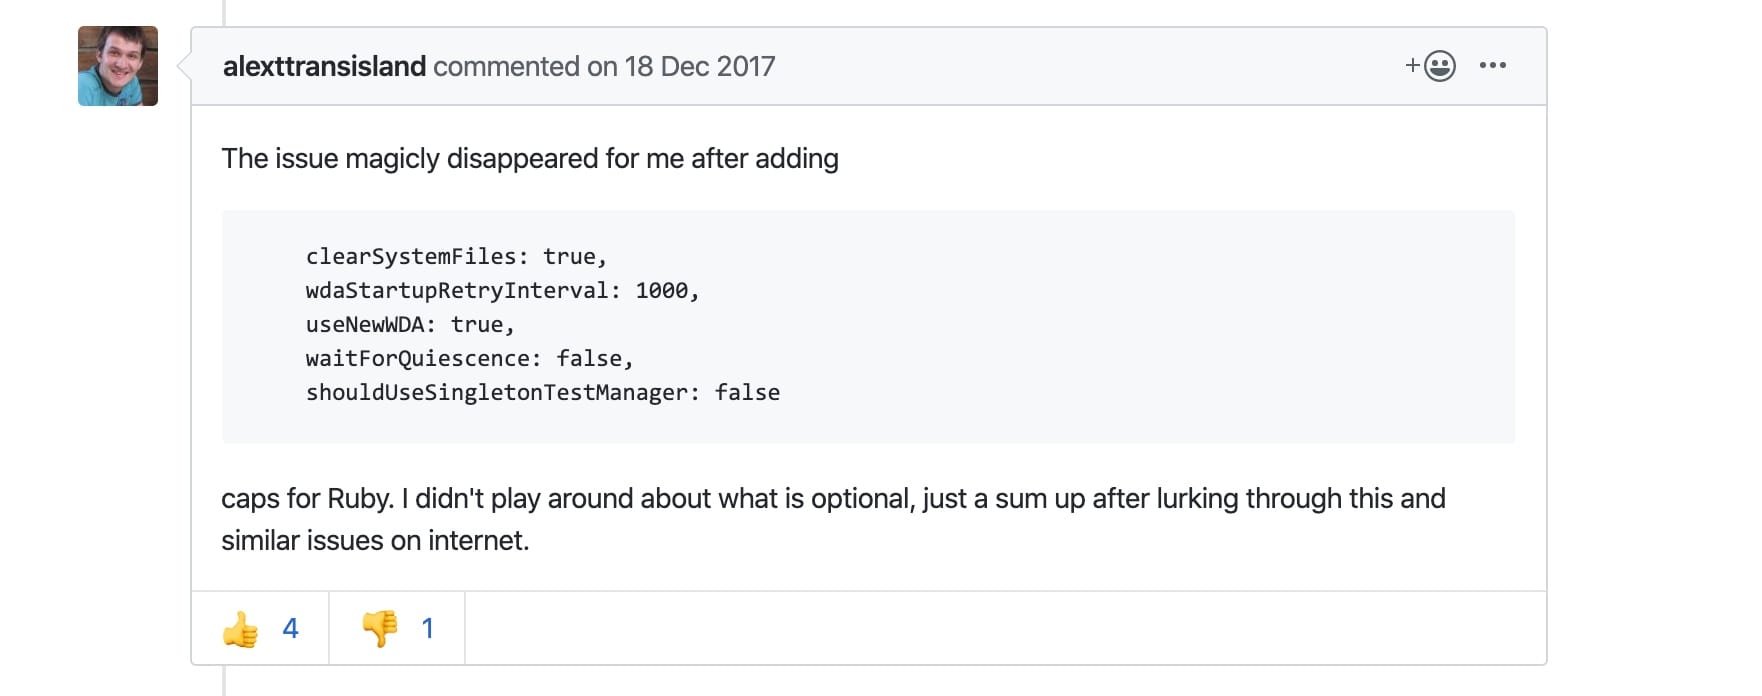 alexttransisland commented on 18 Dec 2017
The issue magicly disappeared for me after adding
clearSystemFiles: true,
wdaStartupRetryInterval: 1000,
useNewWDA: true,
waitForQuiescence: false,
shouldUseSingletonTestManager: false
caps for Ruby. I didn't play around about what is optional, just a sum up after lurking through this and
similar issues on internet.
4 1